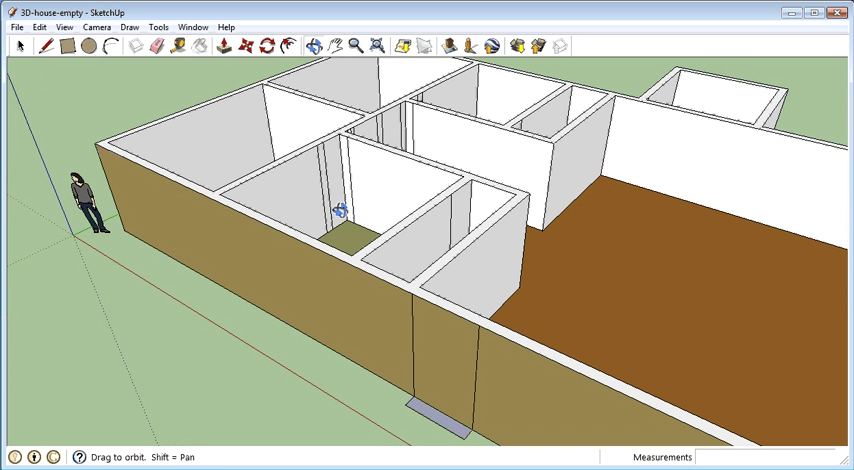 3D-house-empty - SketchUp
File Edit View Camera Draw Tools Window Help
Drag to orbit. Shift = Pan
Measurements